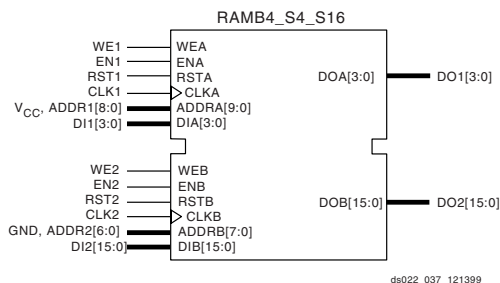 RAMB4_S4_S16
WE1 WEA
EN1 ENA
RST1 RSTA DOA[3:0] DO1[3:0]
CLK1 CLKA
VCC, ADDR1[8:0] ADDRA[9:0]
DI1[3:0] DIA[3:0]
WE2 WEB
EN2 ENB
RST2 RSTB DOB[15:0] DO2[15:0]
CLK2 CLKB
GND, ADDR2[6:0] ADDRB[7:0]
DI2[15:0] DIB[15:0]
ds022_037_121399